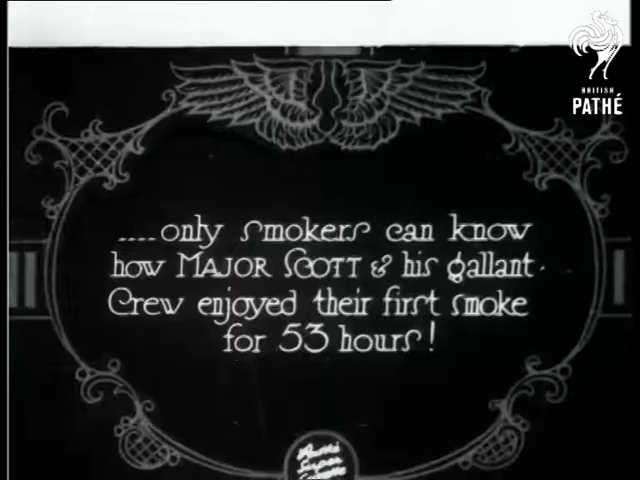 BRITISH
PATHÉ
....only smokers can know
how MAJOR SCOTT & his gallant
Crew enjoyed their first smoke
for 53 hours!
Super